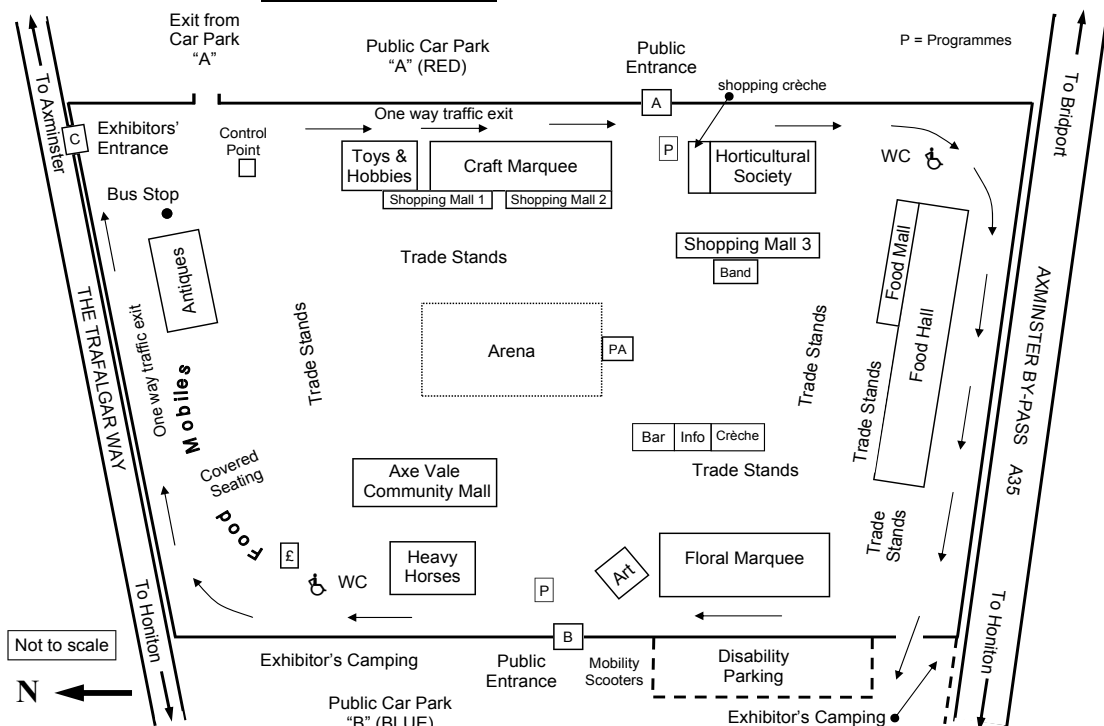 Exit from
Car Park
"A"
Public Car Park
"A" (RED)
Public
Entrance
P = Programmes
shopping crèche
To Axminster
To Bridport
C
Exhibitors'
Entrance
Control
Point
One way traffic exit
A
P
Toys &
Hobbies
Craft Marquee
Shopping Mall 1
Shopping Mall 2
Horticultural
Society
WC
Bus Stop
Antiques
Trade Stands
Shopping Mall 3
Band
Food Mall
Food Hall
THE TRAFALGAR WAY
One way traffic exit
Trade Stands
Arena
PA
Trade Stands
Trade Stands
AXMINSTER BY-PASS A35
Food Mobiles
Covered
Seating
Bar
Info
Crèche
Trade Stands
Axe Vale
Community Mall
Trade
Stands
£
WC
Heavy
Horses
P
Art
Floral Marquee
To Honiton
To Honiton
Not to scale
N
B
Exhibitor's Camping
Public
Entrance
Mobility
Scooters
Disability
Parking
Public Car Park
"B" (BLUE)
Exhibitor's Camping